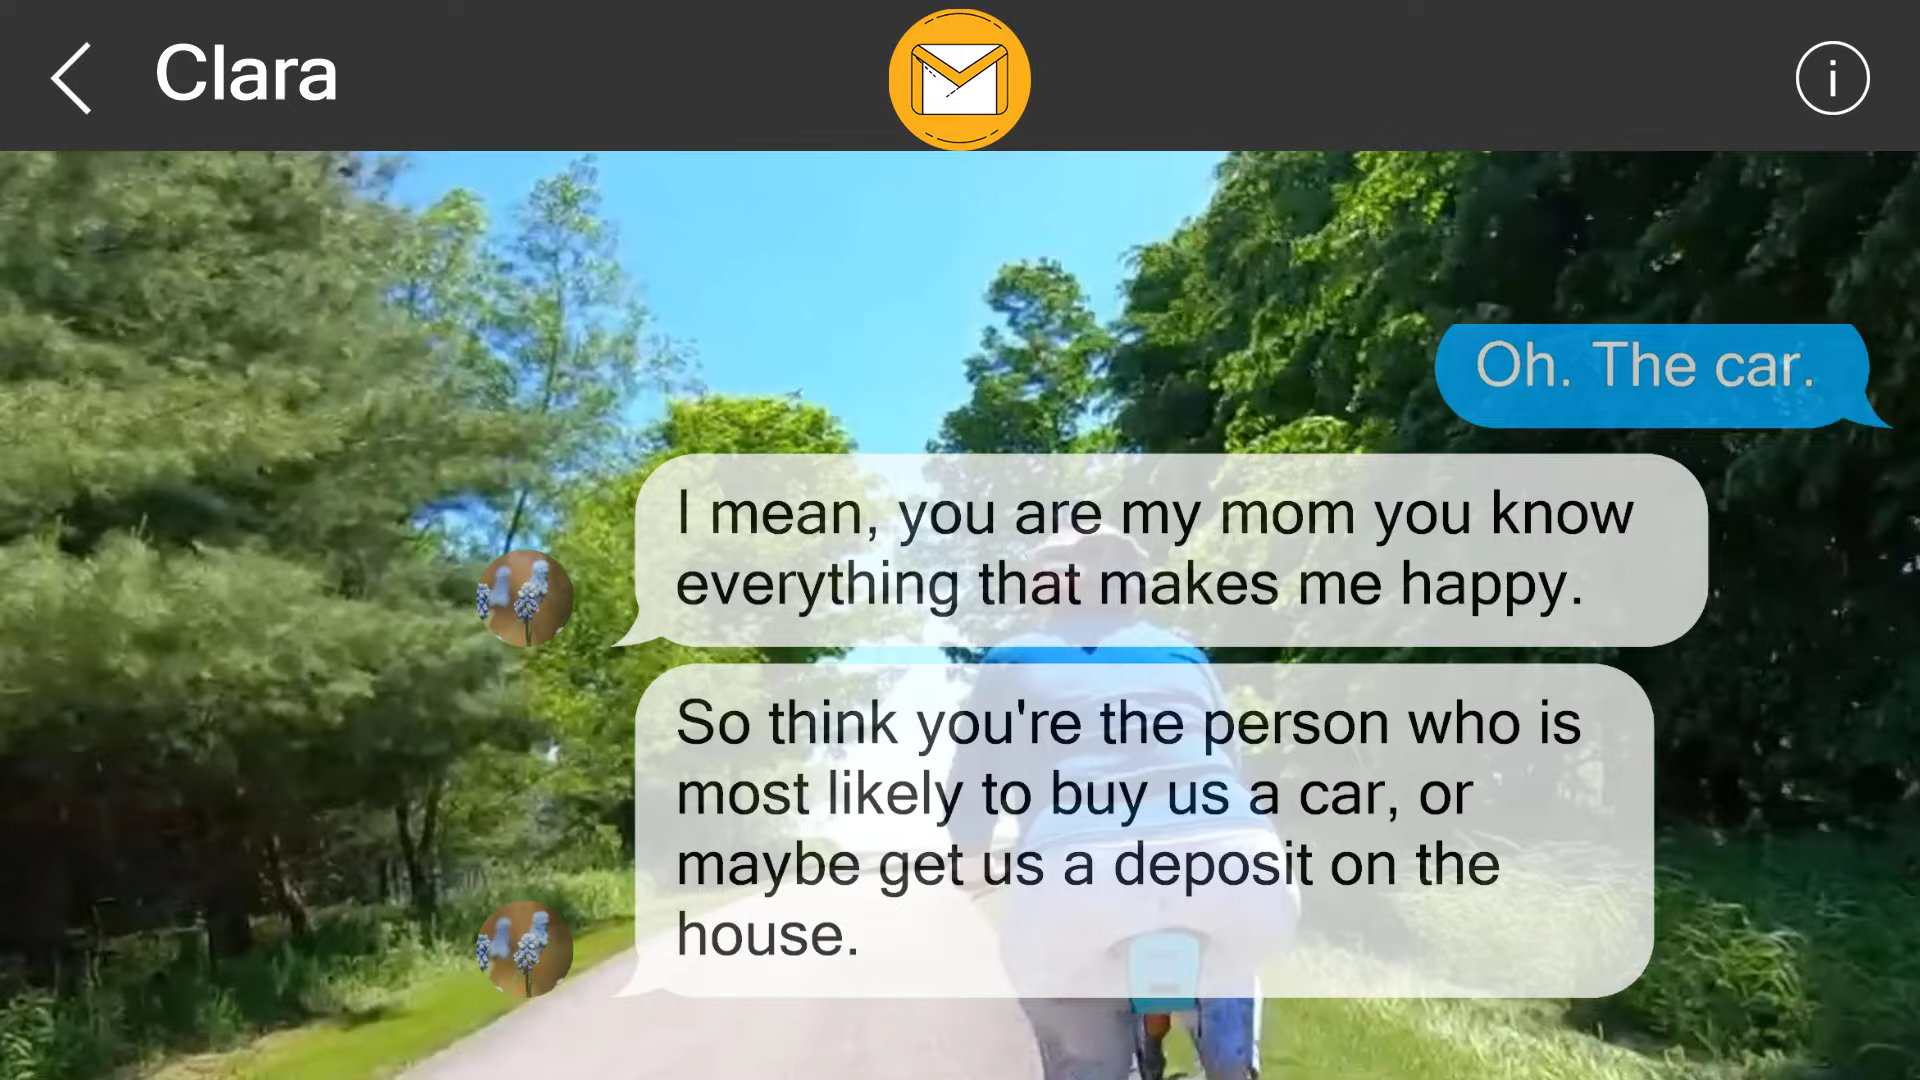 Clara
i
Oh. The car.
I mean, you are my mom you know
everything that makes me happy.
So think you're the person who is
most likely to buy us a car, or
maybe get us a deposit on the
house.